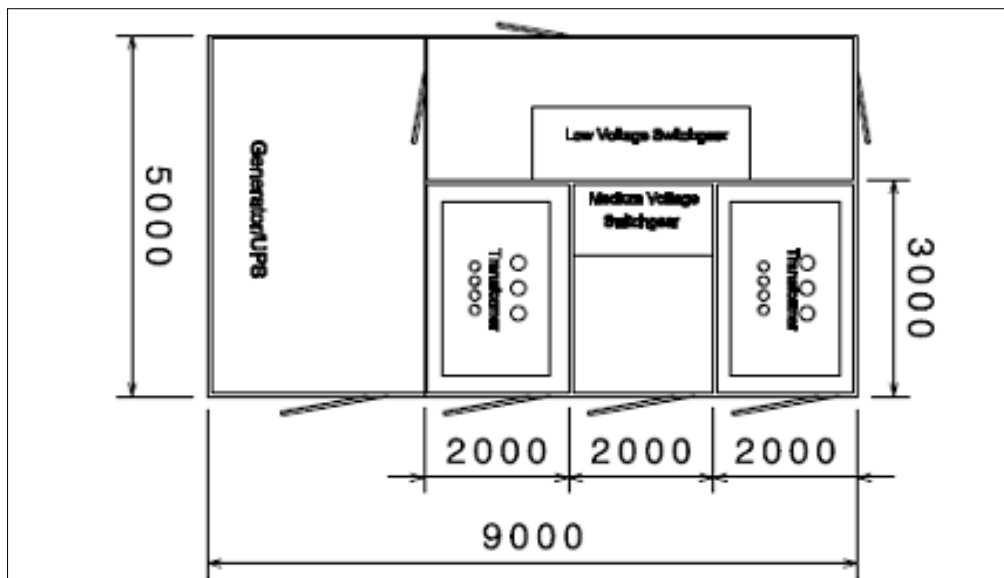 5000
Generator/UPS
Low Voltage Switchgear
Medium Voltage
Switchgear
Transformer
Transformer
3000
2000
2000
2000
9000